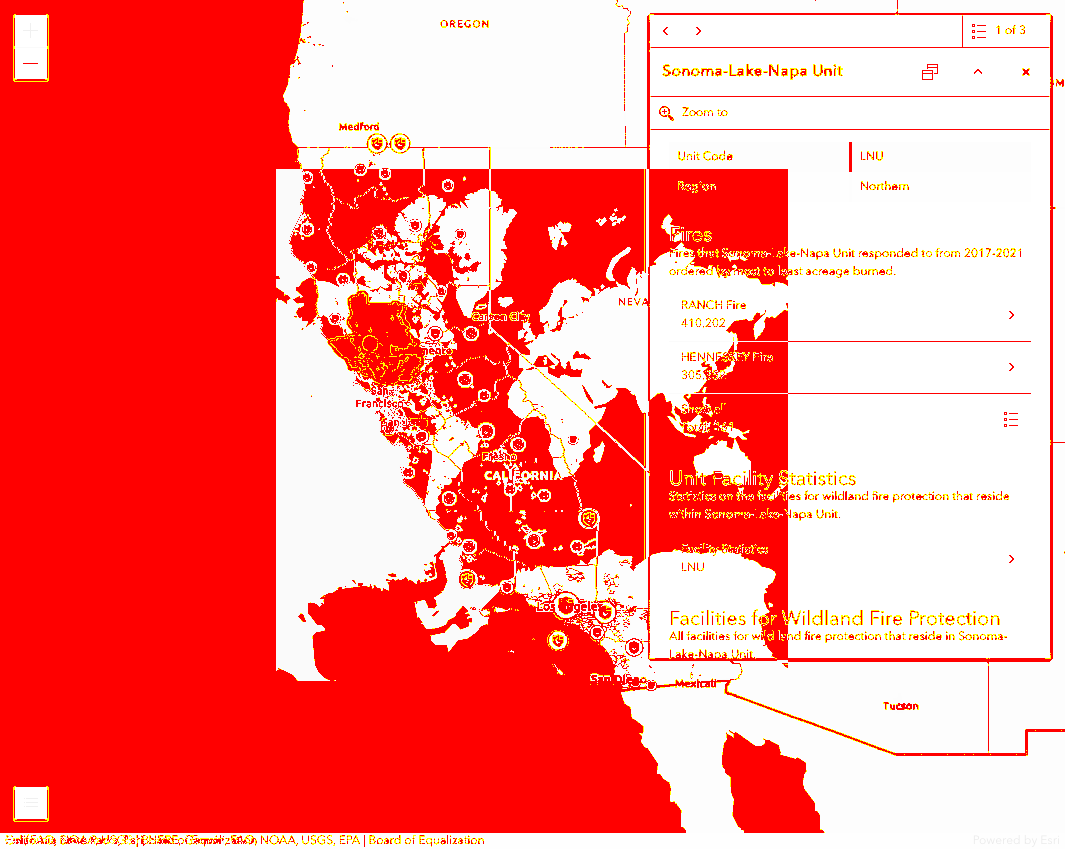 OREGON
Medford
Carson City
San
Francisco
Fresno
CALIFORNIA
NEVA
Los Angeles
San Diego
Mexicali
Tucson
1 of 3
Sonoma-Lake-Napa Unit
Zoom to
Unit Code LNU
Region Northern
Fires
Fires that Sonoma-Lake-Napa Unit responded to from 2017-2021
ordered by most to least acreage burned.
RANCH Fire
410,202
HENNESSEY Fire
Unit Facility Statistics
Statistics on the facilities for wildland fire protection that reside
within Sonoma-Lake-Napa Unit.
Facility Statistics
LNU
Facilities for Wildland Fire Protection
All facilities for wild land fire protection that reside in Sonoma-
Lake-Napa Unit.
NOAA, USGS, EPA | Board of Equalization
Powered by Esri